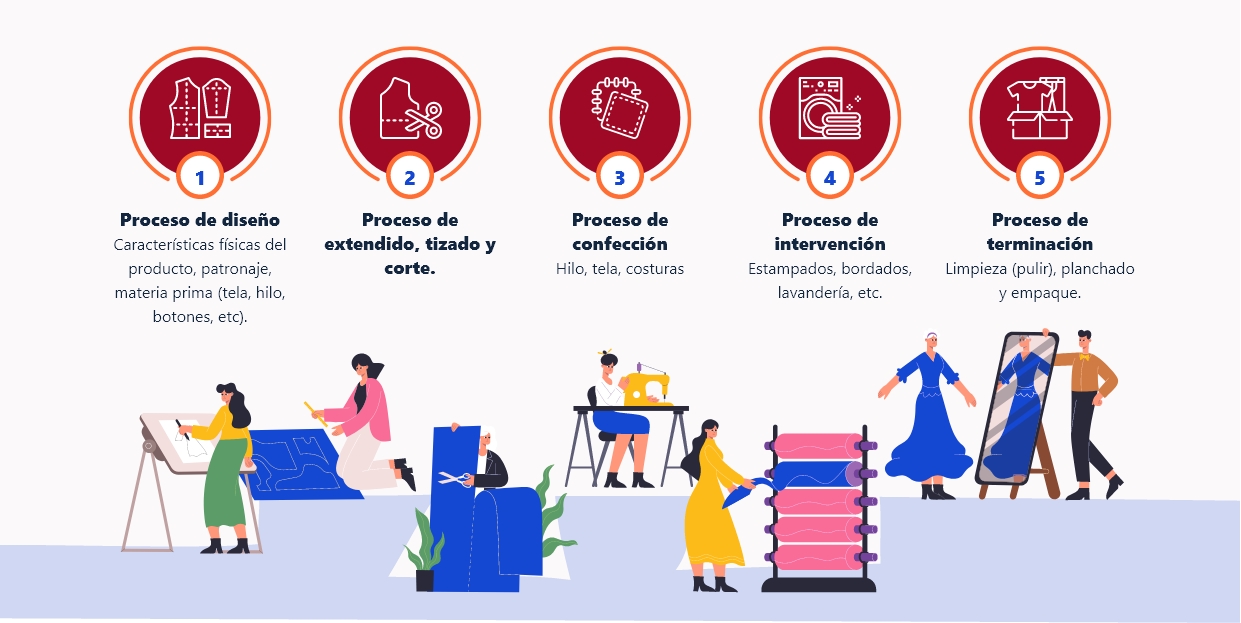 1
Proceso de diseño
Características físicas del
producto, patronaje,
materia prima (tela, hilo,
botones, etc).
2
Proceso de
extendido, tizado y
corte.
3
Proceso de
confección
Hilo, tela, costuras
4
Proceso de
intervención
Estampados, bordados,
lavandería, etc.
5
Proceso de
terminación
Limpieza (pulir), planchado
y empaque.